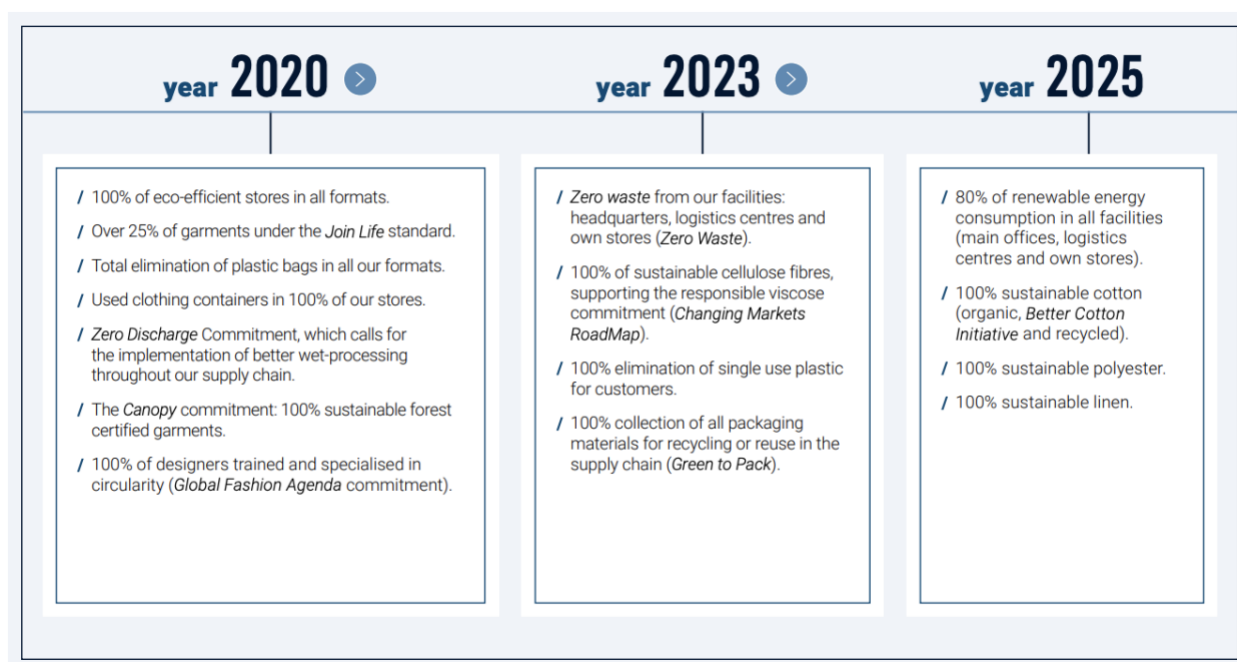 year 2020
/ 100% of eco-efficient stores in all formats.
/ Over 25% of garments under the Join Life standard.
/ Total elimination of plastic bags in all our formats.
/ Used clothing containers in 100% of our stores.
/ Zero Discharge Commitment, which calls for
the implementation of better wet-processing
throughout our supply chain.
/ The Canopy commitment: 100% sustainable forest
certified garments.
/ 100% of designers trained and specialised in
circularity (Global Fashion Agenda commitment).
year 2023
/ Zero waste from our facilities:
headquarters, logistics centres and
own stores (Zero Waste).
/ 100% of sustainable cellulose fibres,
supporting the responsible viscose
commitment (Changing Markets
RoadMap).
/ 100% elimination of single use plastic
for customers.
/ 100% collection of all packaging
materials for recycling or reuse in the
supply chain (Green to Pack).
year 2025
/ 80% of renewable energy
consumption in all facilities
(main offices, logistics
centres and own stores).
/ 100% sustainable cotton
(organic, Better Cotton
Initiative and recycled).
/ 100% sustainable polyester.
/ 100% sustainable linen.